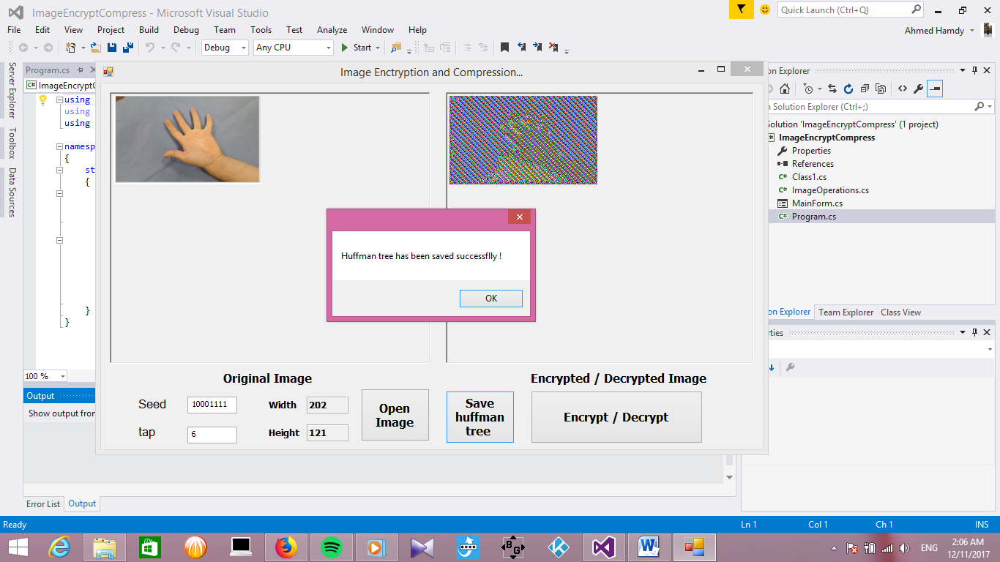 ImageEncryptCompress - Microsoft Visual Studio
Quick Launch (Ctrl+Q)
File Edit View Project Build Debug Team Tools Test Analyze Window Help
Ahmed Hamdy
Debug Any CPU Start
Server Explorer
Toolbox
Data Sources
Program.cs
Image Enctryption and Compression...
on Explorer
ImageEncryptC
using
using
using
namesp
{
st
{
}
}
n Solution Explorer (Ctrl+;)
Solution 'ImageEncryptCompress' (1 project)
ImageEncryptCompress
Properties
References
Class1.cs
ImageOperations.cs
MainForm.cs
Program.cs
Huffman tree has been saved successflly !
OK
on Explorer Team Explorer Class View
rties
100 %
Original Image
Encrypted / Decrypted Image
Output
Show output fron
Seed 10001111
tap 6
Width 202
Height 121
Open
Image
Save
huffman
tree
Encrypt / Decrypt
Error List Output
Ready Ln 1 Col 1 Ch 1 INS
BG
ENG
2:06 AM
12/11/2017